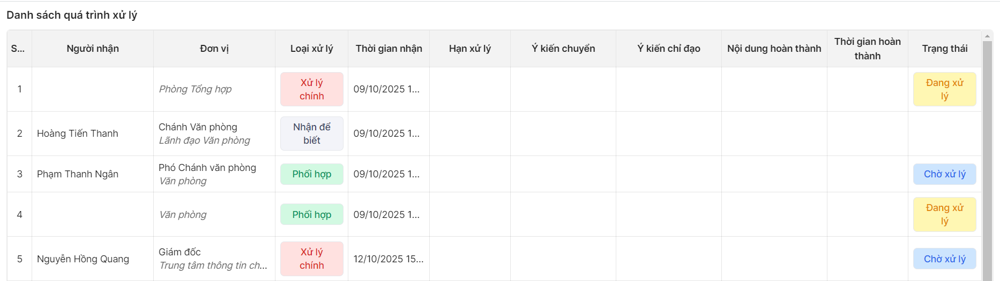 Danh sách quá trình xử lý
S... Người nhận Đơn vị Loại xử lý Thời gian nhận Hạn xử lý Ý kiến chuyển Ý kiến chỉ đạo Nội dung hoàn thành Thời gian hoàn thành Trạng thái
1 Phòng Tổng hợp Xử lý chính 09/10/2025 1... Đang xử lý
2 Hoàng Tiến Thanh Chánh Văn phòng Lãnh đạo Văn phòng Nhận để biết 09/10/2025 1...
3 Phạm Thanh Ngân Phó Chánh văn phòng Văn phòng Phối hợp 09/10/2025 1... Chờ xử lý
4 Văn phòng Phối hợp 09/10/2025 1... Đang xử lý
5 Nguyễn Hồng Quang Giám đốc Trung tâm thông tin ch... Xử lý chính 12/10/2025 15... Chờ xử lý